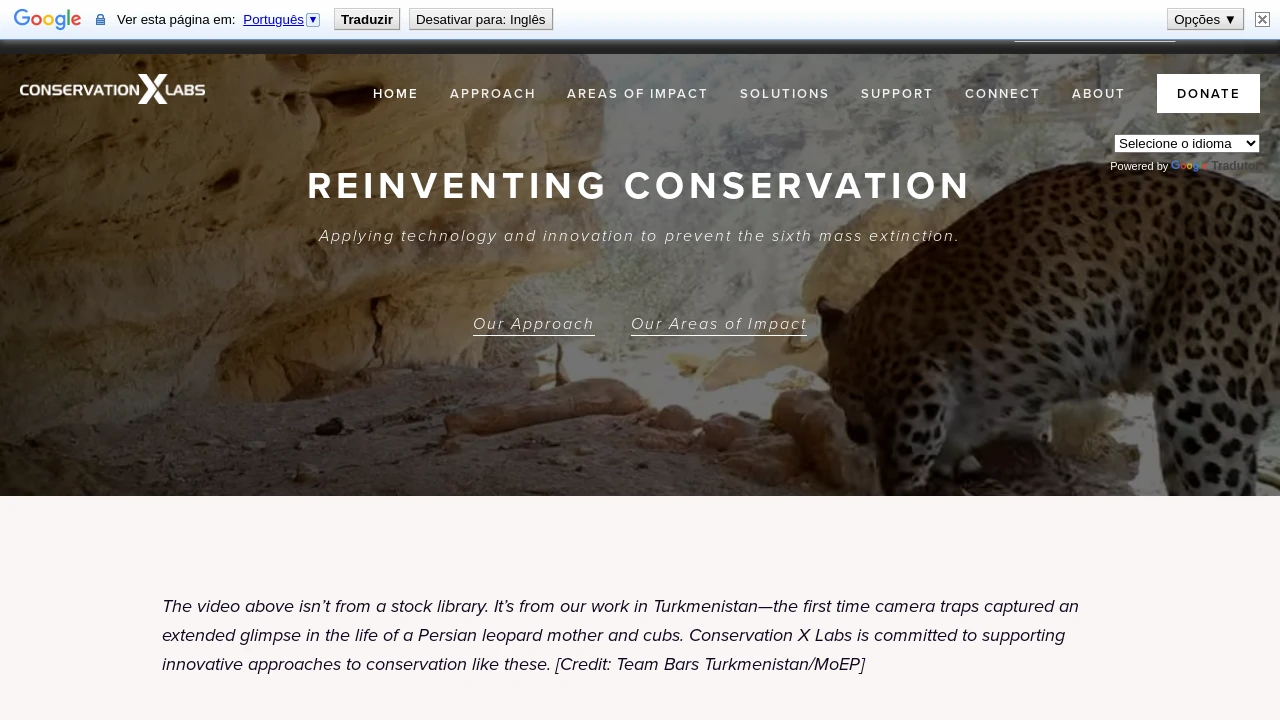 Google Ver esta página em: Português ▼ Traduzir Desativar para: Inglês Opções ▼
CONSERVATION X LABS HOME APPROACH AREAS OF IMPACT SOLUTIONS SUPPORT CONNECT ABOUT DONATE
Selecione o idioma
Powered by Google Tradutor
REINVENTING CONSERVATION
Applying technology and innovation to prevent the sixth mass extinction.
Our Approach Our Areas of Impact
The video above isn’t from a stock library. It’s from our work in Turkmenistan—the first time camera traps captured an
extended glimpse in the life of a Persian leopard mother and cubs. Conservation X Labs is committed to supporting
innovative approaches to conservation like these. [Credit: Team Bars Turkmenistan/MoEP]